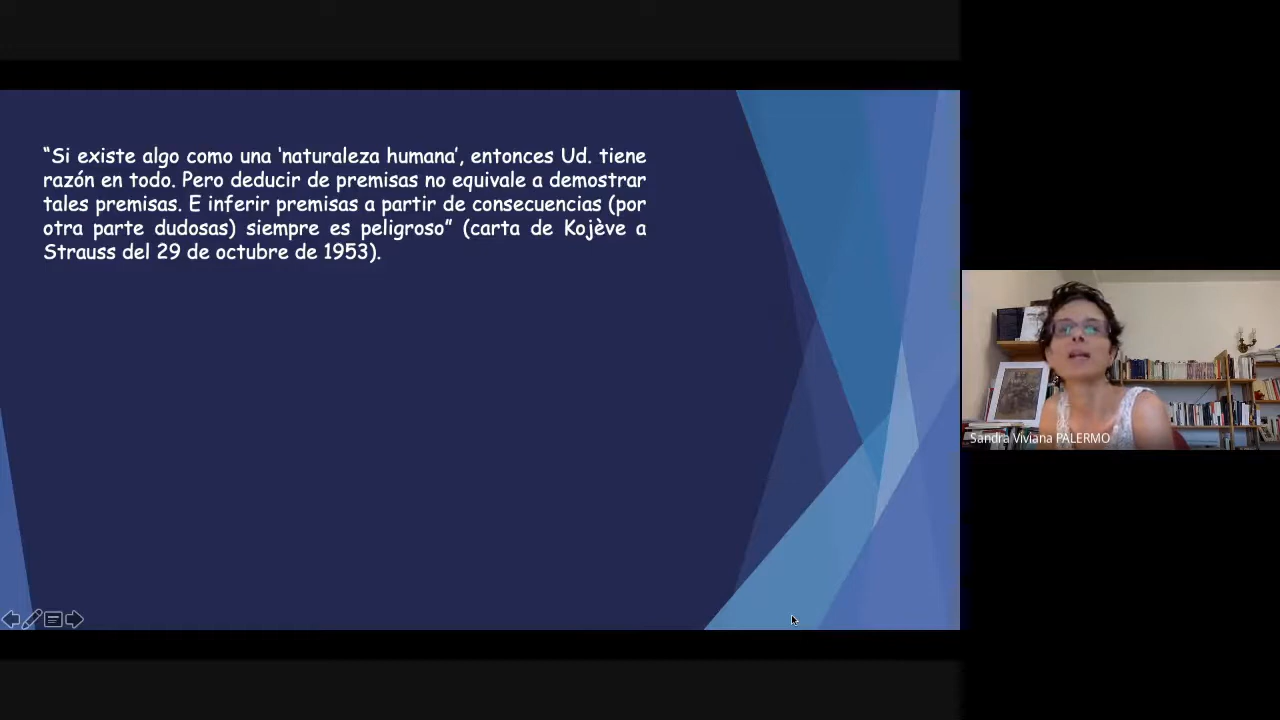 “Si existe algo como una ‘naturaleza humana’, entonces Ud. tiene
razón en todo. Pero deducir de premisas no equivale a demostrar
tales premisas. E inferir premisas a partir de consecuencias (por
otra parte dudosas) siempre es peligroso” (carta de Kojève a
Strauss del 29 de octubre de 1953).
Sandra Viviana PALERMO